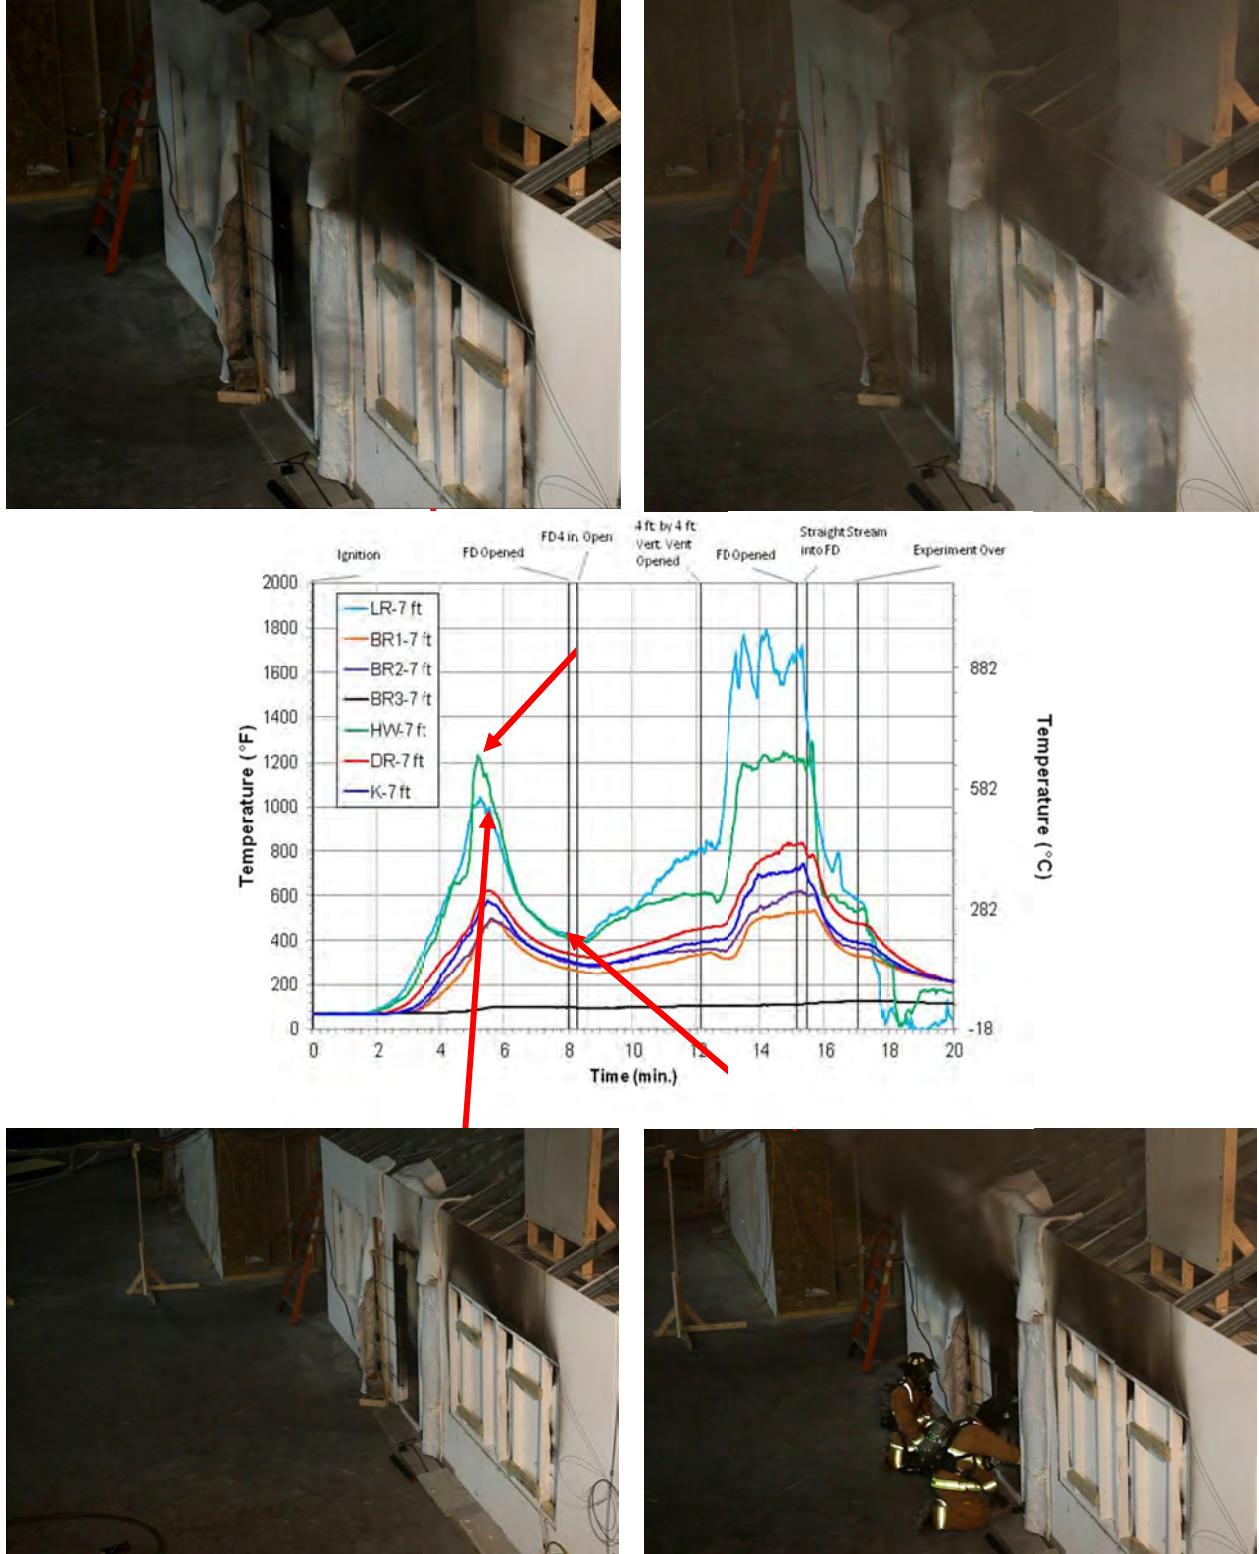 Ignition
FD Opened
FD4 in. Open
4 ft by 4 ft
Vert. Vent
Opened
FD Opened
Straight Stream
into FD
Experiment Over
2000
1800
1600
1400
1200
1000
800
600
400
200
0
LR-7 ft
BR1-7 ft
BR2-7 ft
BR3-7 ft
HW-7 ft
DR-7 ft
K-7 ft
882
582
282
-18
Temperature (°F)
Temperature (°C)
0 2 4 6 8 10 12 14 16 18 20
Time (min.)